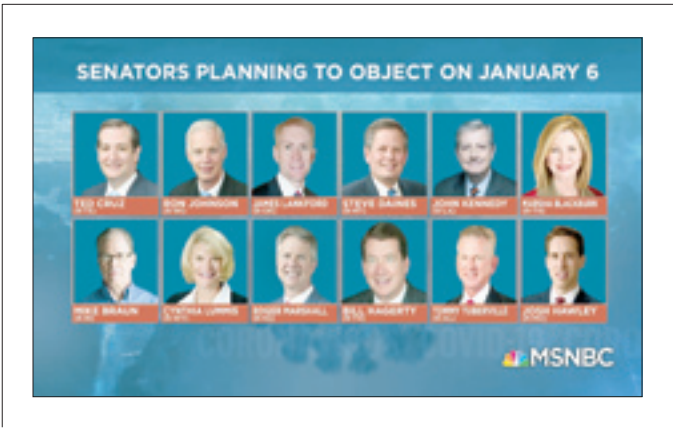 SENATORS PLANNING TO OBJECT ON JANUARY 6
TED CRUZ
RON JOHNSON
JAMES LANKFORD
STEVE DAINES
JOHN KENNEDY
MARSHA BLACKBURN
MIKE BRAUN
CYNTHIA LUMMIS
ROGER MARSHALL
BILL HAGERTY
TOMMY TUBERVILLE
JOSH HAWLEY
MSNBC